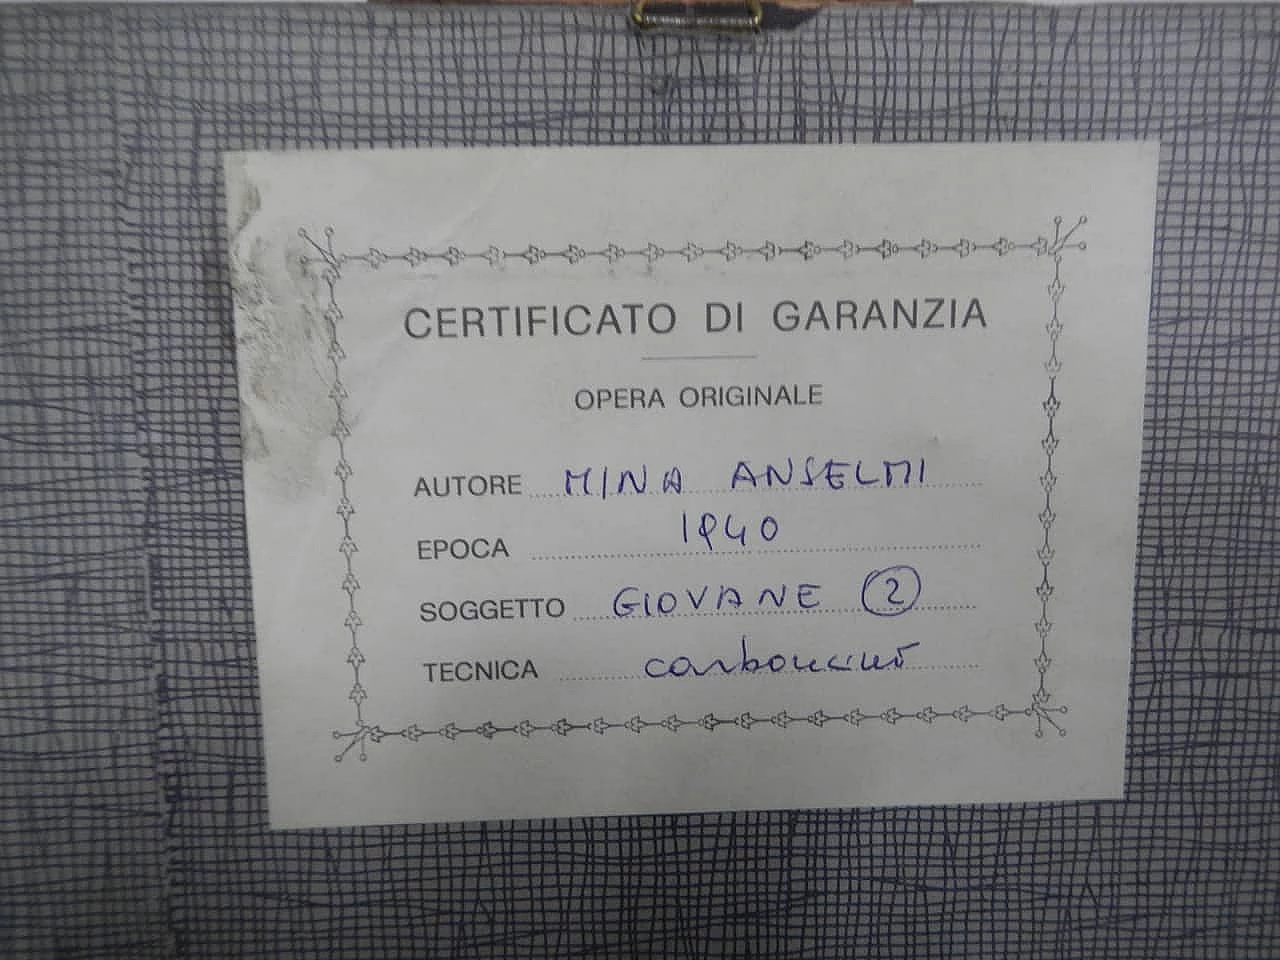 CERTIFICATO DI GARANZIA
OPERA ORIGINALE
AUTORE MINA ANSELMI
EPOCA 1940
SOGGETTO GIOVANE 2
TECNICA carboncino